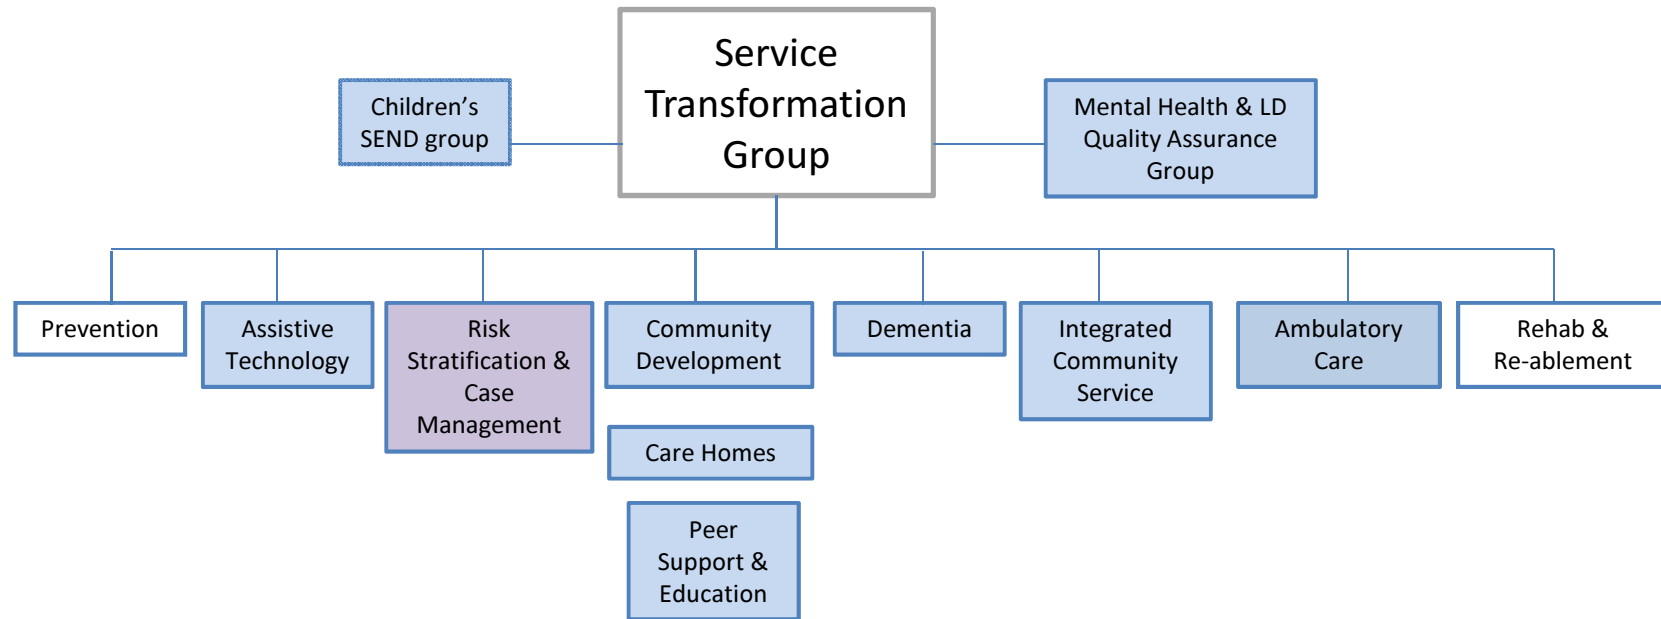 Service
Transformation
Group
Children’s
SEND group
Mental Health & LD
Quality Assurance
Group
Prevention
Assistive
Technology
Risk
Stratification &
Case
Management
Community
Development
Dementia
Integrated
Community
Service
Ambulatory
Care
Rehab &
Re-ablement
Care Homes
Peer
Support &
Education